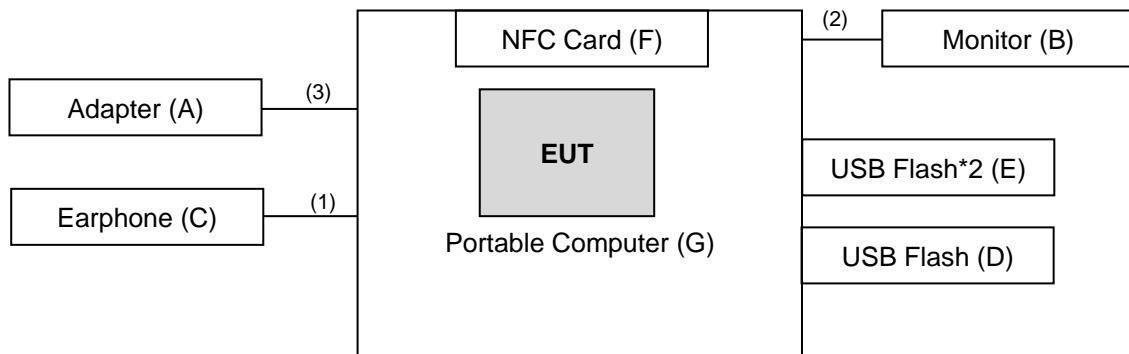 NFC Card (F)
(2)
Monitor (B)
Adapter (A)
(3)
EUT
USB Flash*2 (E)
Earphone (C)
(1)
Portable Computer (G)
USB Flash (D)